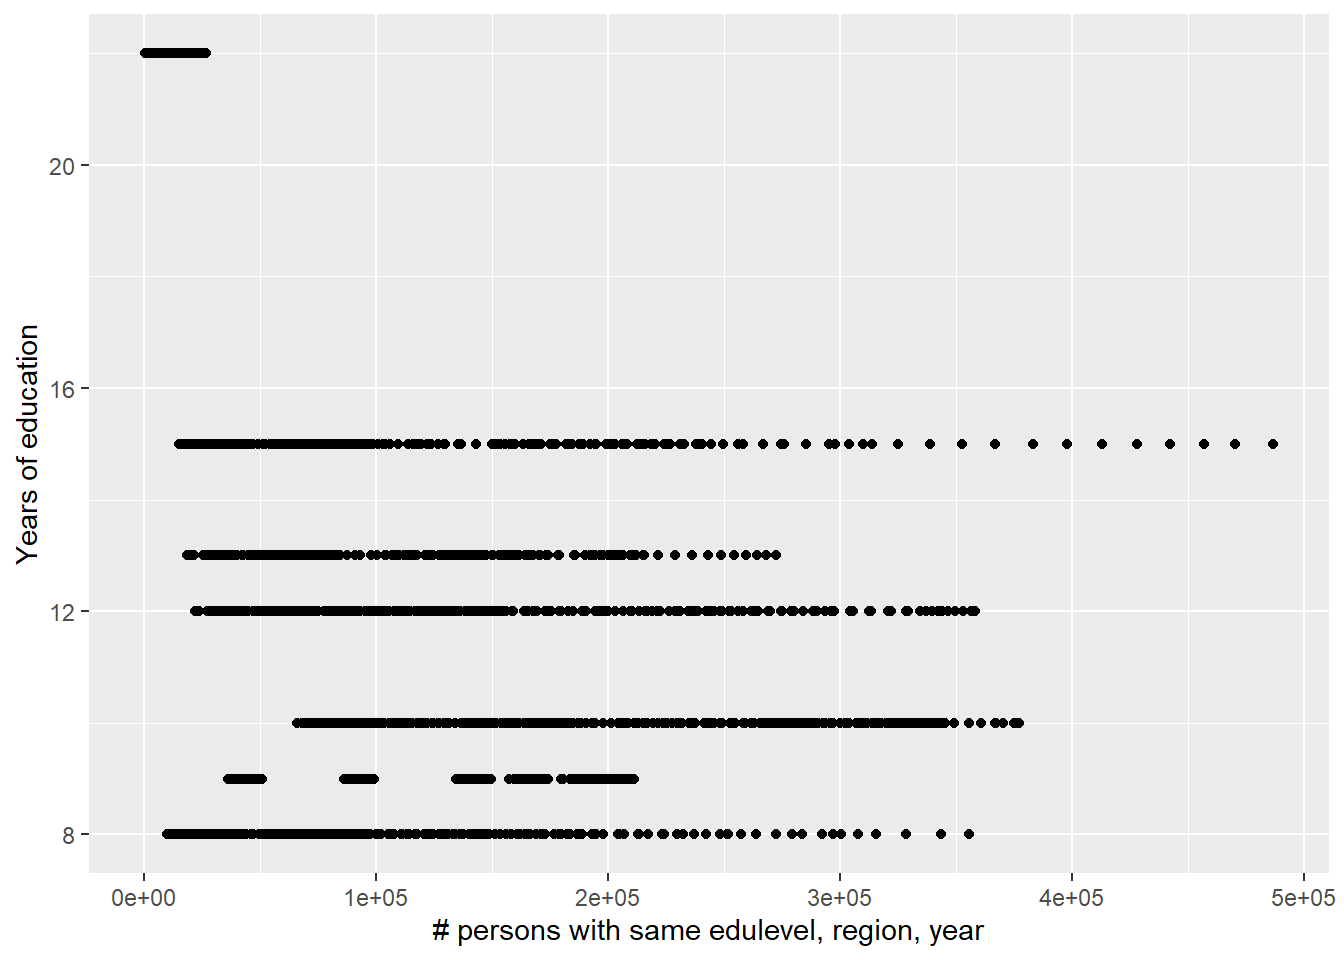 20
16
12
8
Years of education
0e+00 1e+05 2e+05 3e+05 4e+05 5e+05
# persons with same edulevel, region, year